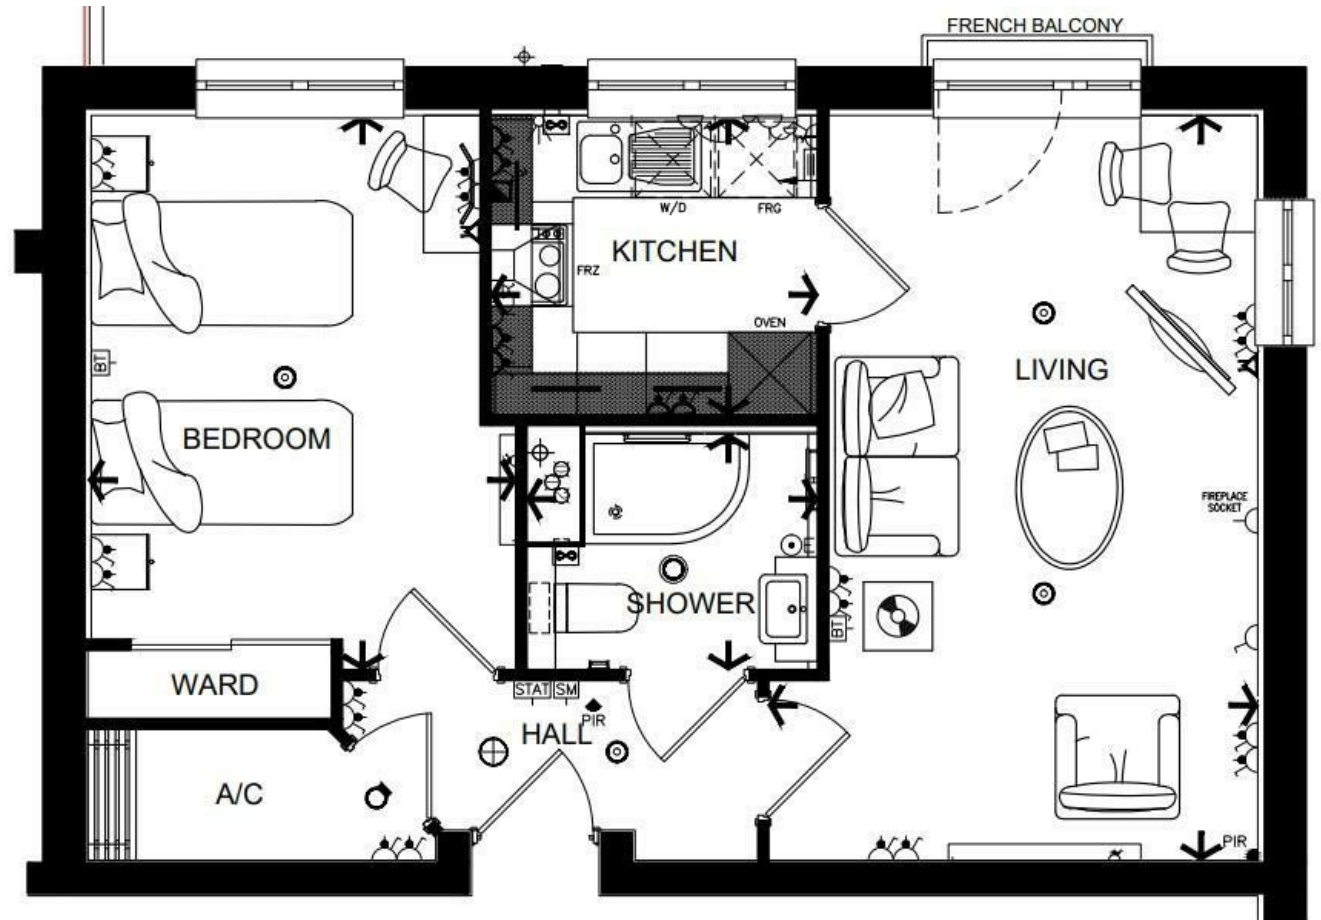 FRENCH BALCONY
W/D
FRG
KITCHEN
FRZ
OVEN
BT
LIVING
BEDROOM
FIREPLACE
SOCKET
SHOWER
BT
WARD
STAT
SM
PIR
HALL
A/C
PIR